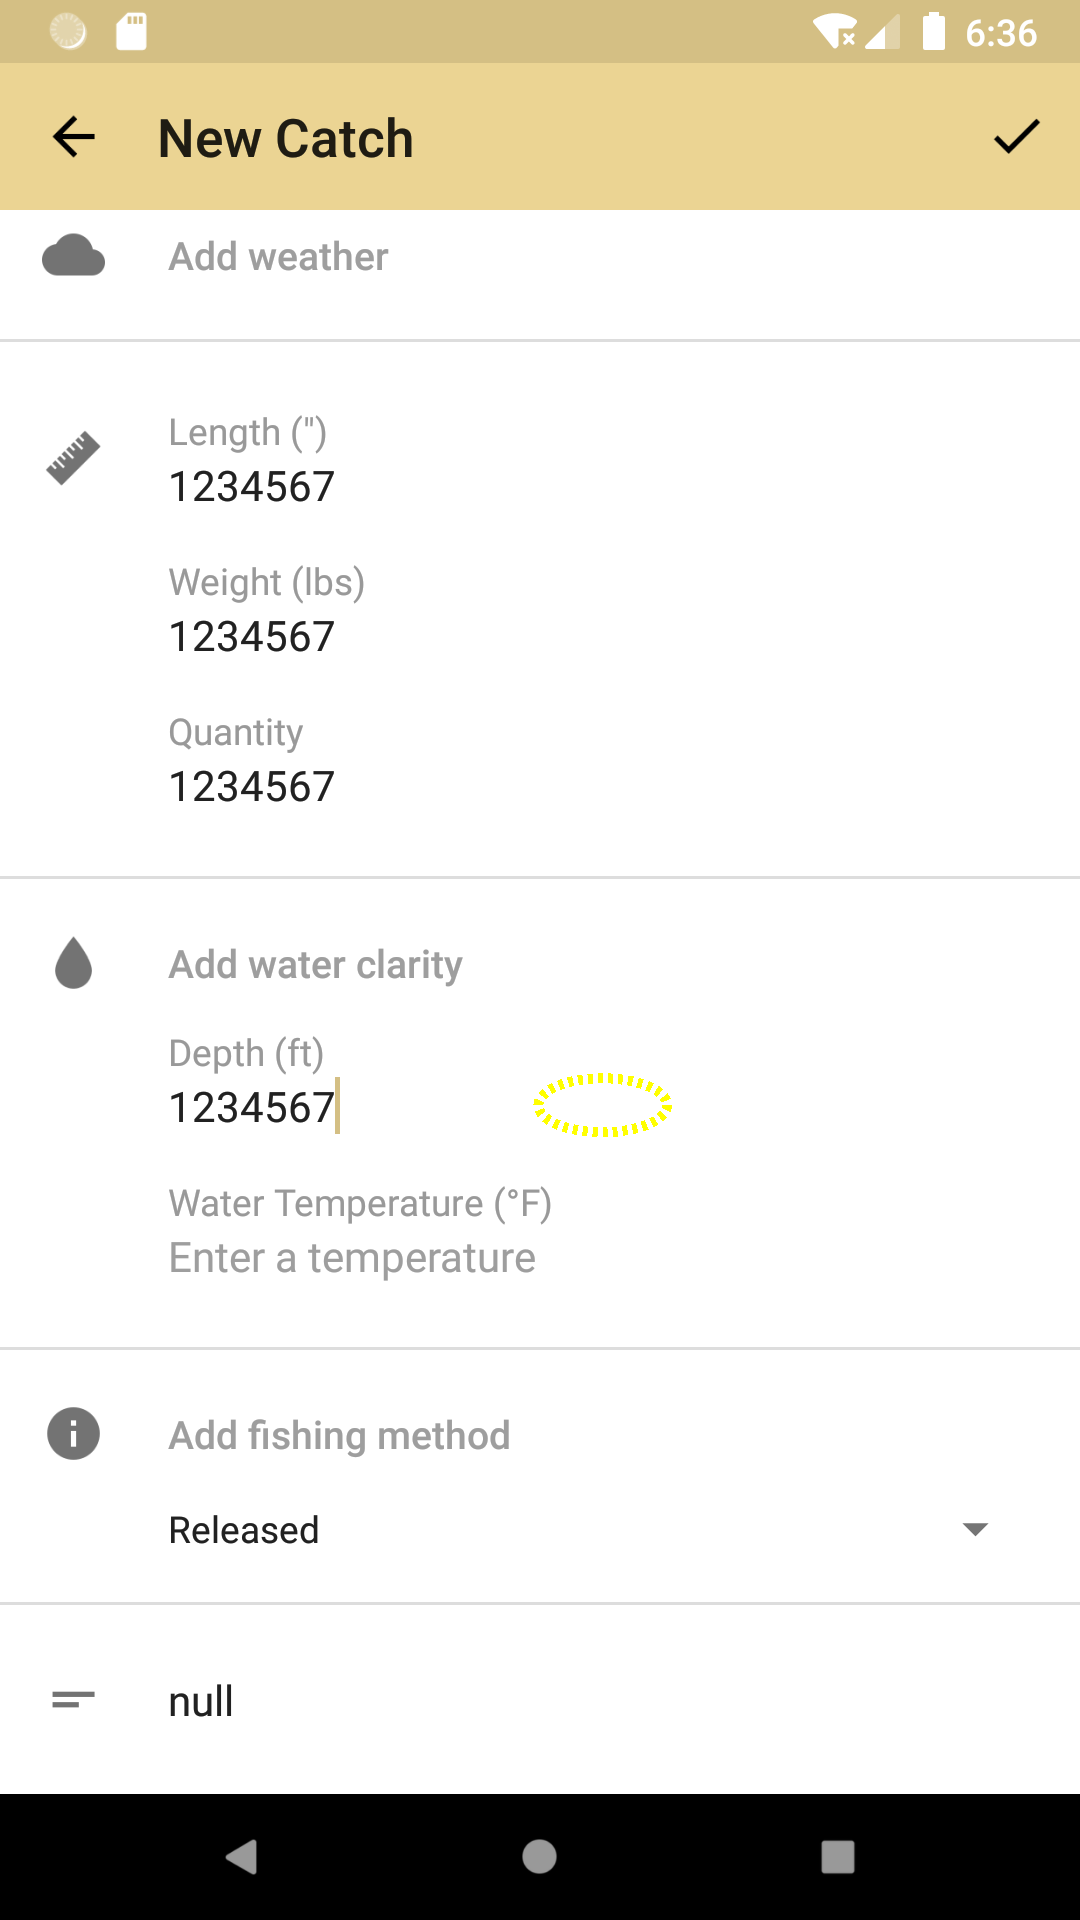 6:36
New Catch
Add weather
Length (")
1234567
Weight (lbs)
1234567
Quantity
1234567
Add water clarity
Depth (ft)
1234567
Water Temperature (°F)
Enter a temperature
Add fishing method
Released
null